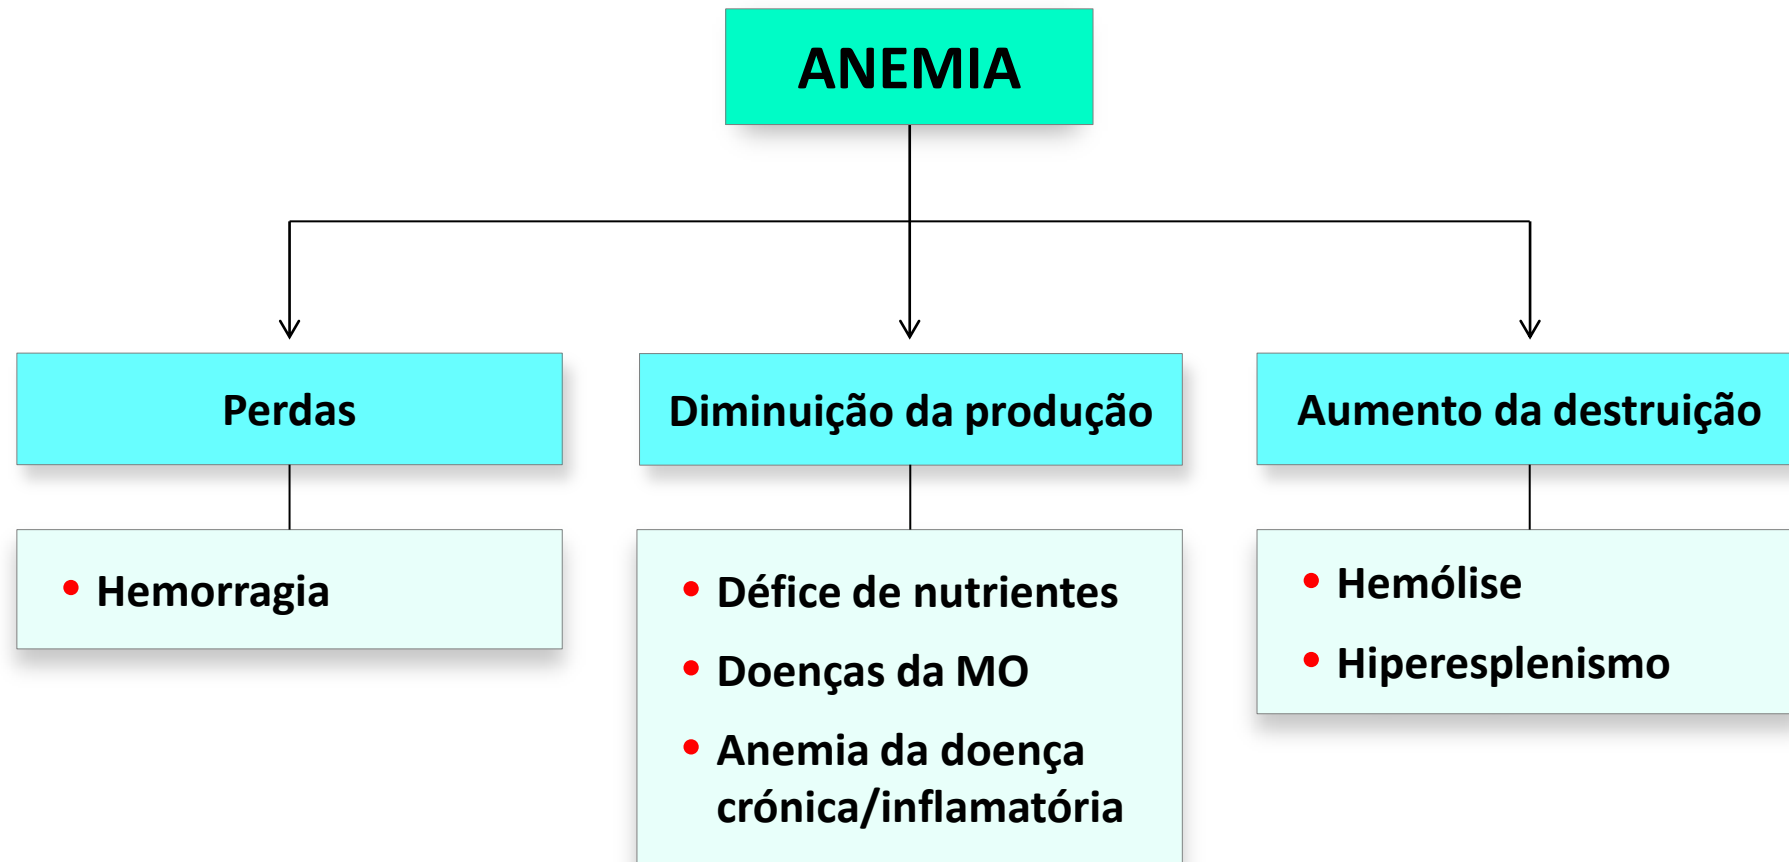 ANEMIA
Perdas
• Hemorragia
Diminuição da produção
• Défice de nutrientes
• Doenças da MO
• Anemia da doença
crónica/inflamatória
Aumento da destruição
• Hemólise
• Hiperesplenismo